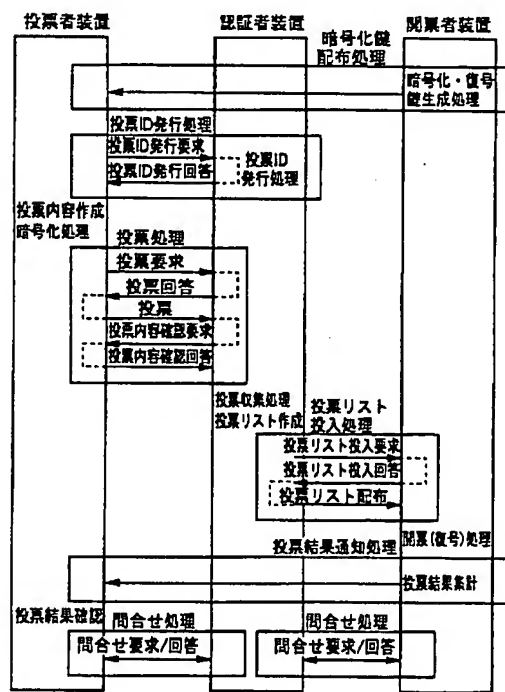 投票者装置
認証者装置
開票者装置
暗号化鍵
配布処理
暗号化・復号
鍵生成処理
投票ID発行処理
投票ID発行要求
投票ID発行回答
投票ID
発行処理
投票内容作成
暗号化処理
投票処理
投票要求
投票回答
投票
投票内容確認要求
投票内容確認回答
投票収集処理
投票リスト作成
投票リスト
投入処理
投票リスト投入要求
投票リスト投入回答
投票リスト配布
開票(復号)処理
投票結果通知処理
投票結果集計
投票結果確認
問合せ処理
問合せ要求/回答
問合せ処理
問合せ要求/回答